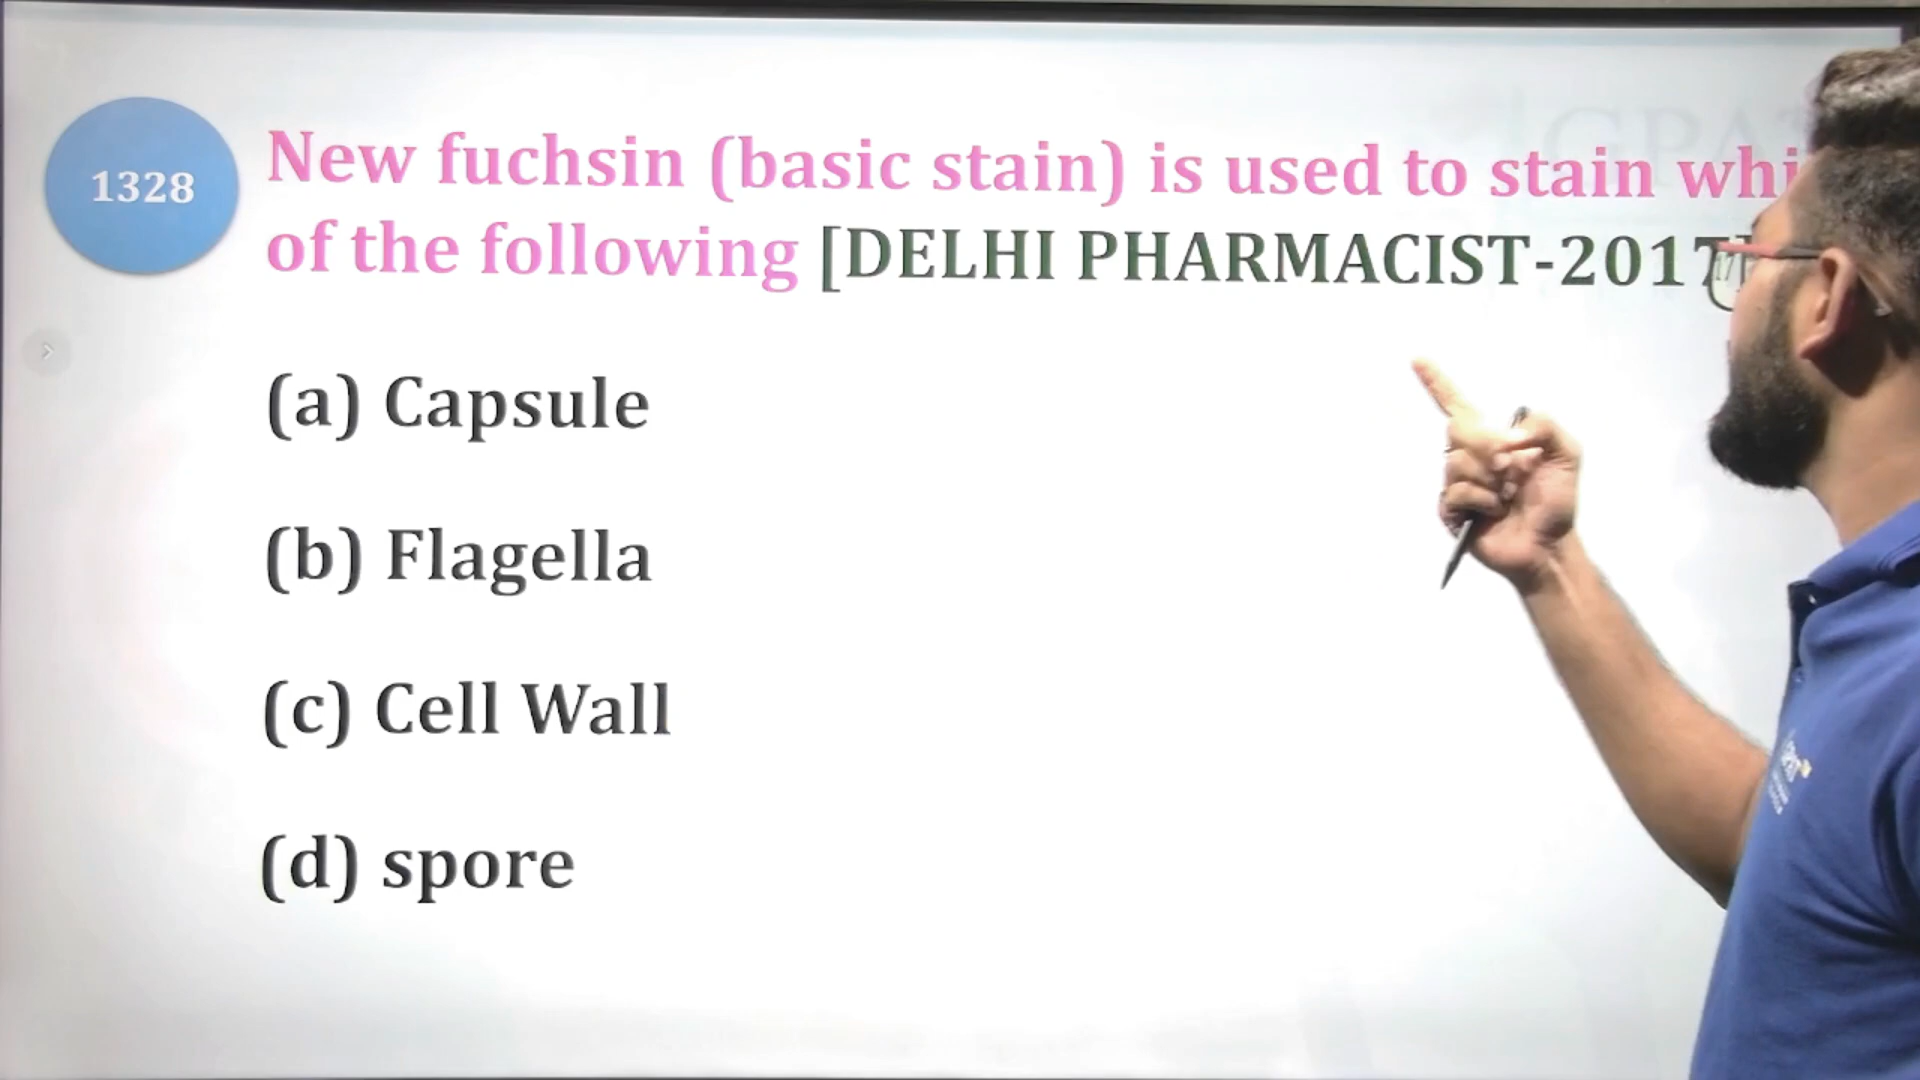 1328
New fuchsin (basic stain) is used to stain
of the following [DELHI PHARMACIST-2017]
(a) Capsule
(b) Flagella
(c) Cell Wall
(d) spore